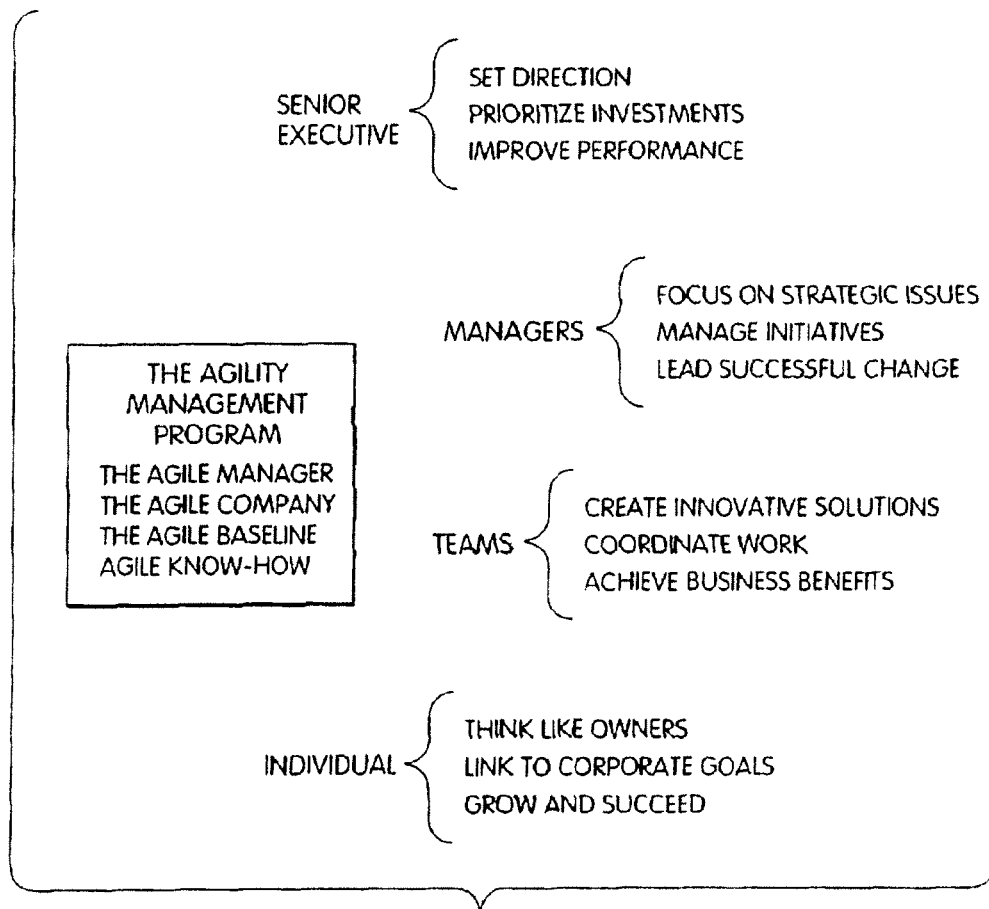 SENIOR
EXECUTIVE
SET DIRECTION
PRIORITIZE INVESTMENTS
IMPROVE PERFORMANCE
MANAGERS
FOCUS ON STRATEGIC ISSUES
MANAGE INITIATIVES
LEAD SUCCESSFUL CHANGE
THE AGILITY
MANAGEMENT
PROGRAM
THE AGILE MANAGER
THE AGILE COMPANY
THE AGILE BASELINE
AGILE KNOW-HOW
TEAMS
CREATE INNOVATIVE SOLUTIONS
COORDINATE WORK
ACHIEVE BUSINESS BENEFITS
INDIVIDUAL
THINK LIKE OWNERS
LINK TO CORPORATE GOALS
GROW AND SUCCEED